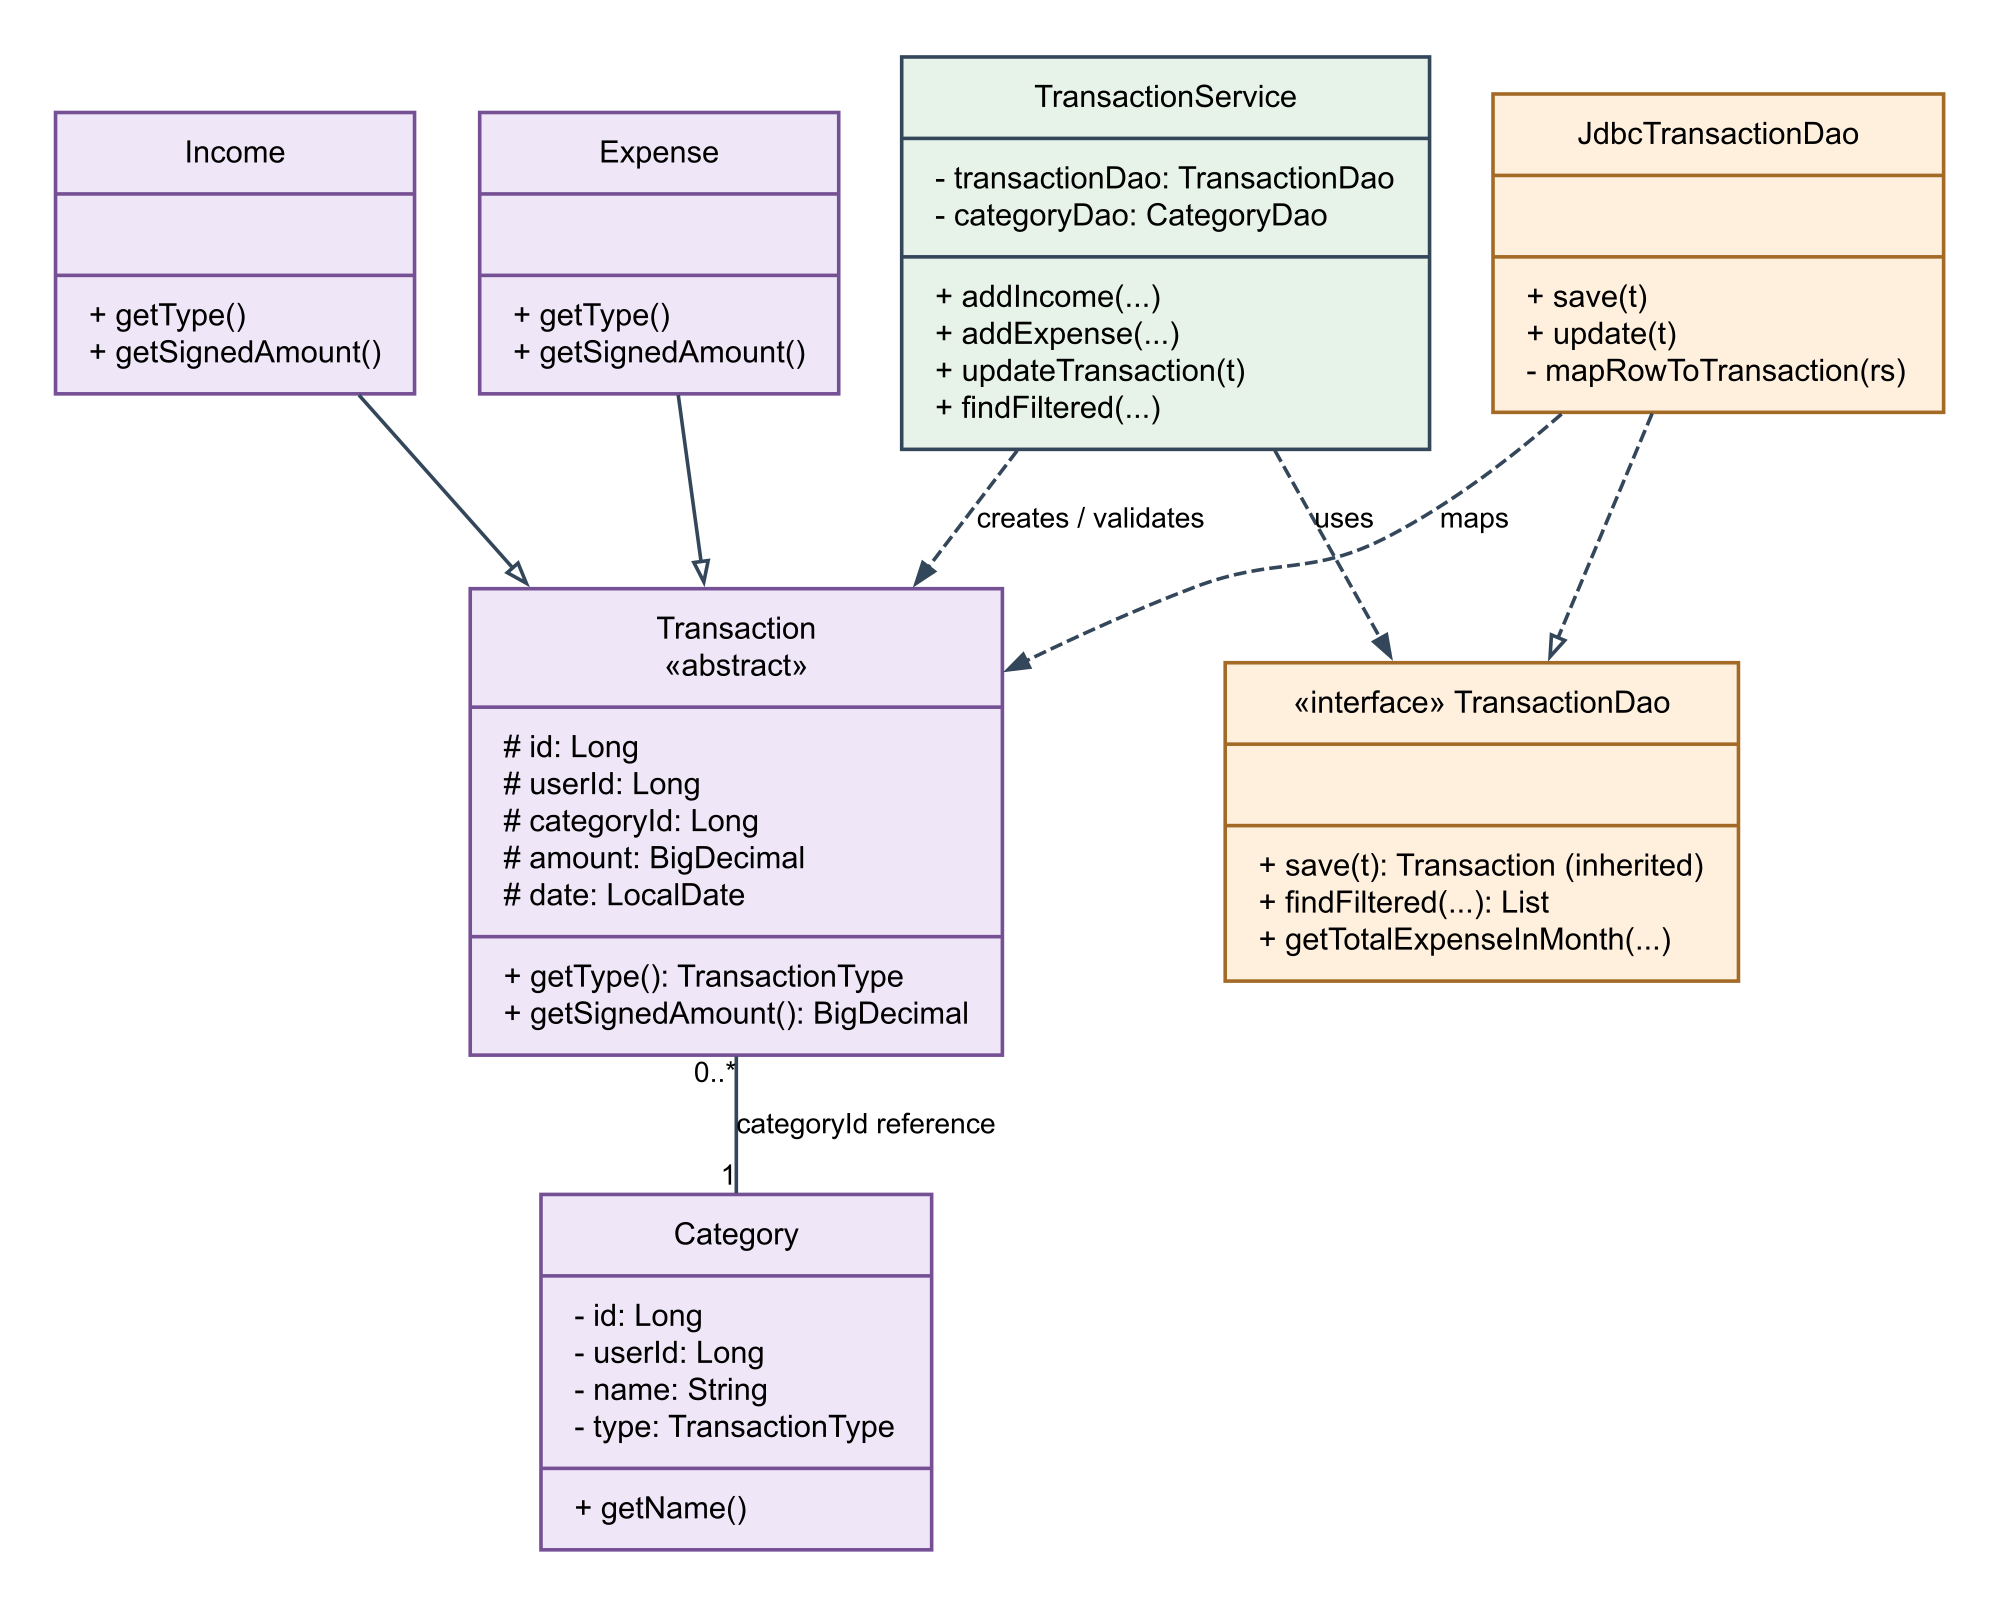 Income
+ getType()
+ getSignedAmount()
Expense
+ getType()
+ getSignedAmount()
TransactionService
- transactionDao: TransactionDao
- categoryDao: CategoryDao
+ addIncome(...)
+ addExpense(...)
+ updateTransaction(t)
+ findFiltered(...)
JdbcTransactionDao
+ save(t)
+ update(t)
- mapRowToTransaction(rs)
creates / validates
uses
maps
Transaction
«abstract»
# id: Long
# userId: Long
# categoryId: Long
# amount: BigDecimal
# date: LocalDate
+ getType(): TransactionType
+ getSignedAmount(): BigDecimal
«interface» TransactionDao
+ save(t): Transaction (inherited)
+ findFiltered(...): List
+ getTotalExpenseInMonth(...)
0..*
categoryId reference
1
Category
- id: Long
- userId: Long
- name: String
- type: TransactionType
+ getName()